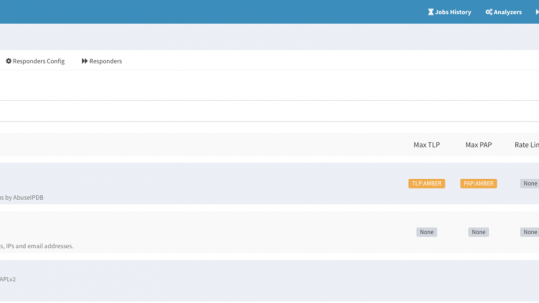 Jobs History Analyzers
Responders Config Responders
Max TLP Max PAP Rate Lin
TLP:AMBER PAP:AMBER None
s by AbuseIPDB
None None None
s, IPs and email addresses.
APLv2